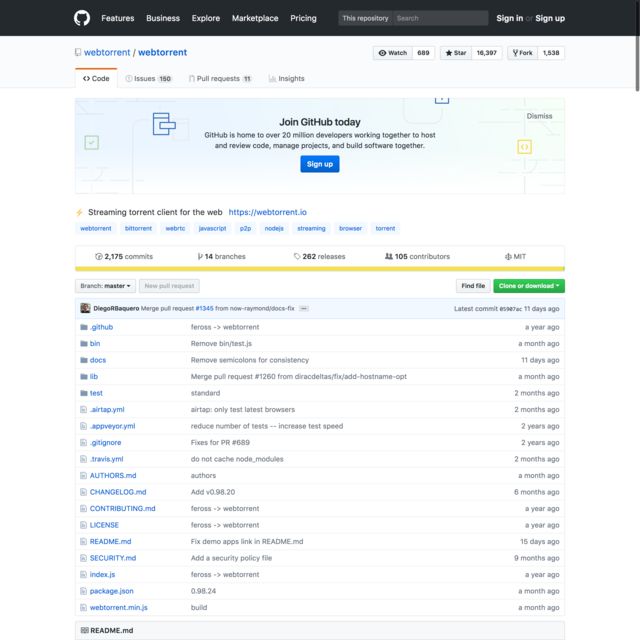 Features Business Explore Marketplace Pricing This repository Search Sign in or Sign up
webtorrent / webtorrent Watch 689 Star 16,397 Fork 1,538
Code Issues 150 Pull requests 11 Insights
Join GitHub today
Dismiss
GitHub is home to over 20 million developers working together to host
and review code, manage projects, and build software together.
Sign up
⚡ Streaming torrent client for the web https://webtorrent.io
webtorrent bittorrent webrtc javascript p2p nodejs streaming browser torrent
2,175 commits 14 branches 262 releases 105 contributors MIT
Branch: master New pull request Find file Clone or download
DiegoRBaquero Merge pull request #1345 from now-raymond/docs-fix Latest commit 11 days ago
.github feross -> webtorrent a year ago
bin Remove bin/test.js a month ago
docs Remove semicolons for consistency 11 days ago
lib Merge pull request #1260 from diracdeltas/fix/add-hostname-opt a month ago
test standard 2 months ago
.airtap.yml airtap: only test latest browsers 2 months ago
.appveyor.yml reduce number of tests -- increase test speed 2 years ago
.gitignore Fixes for PR #689 2 years ago
.travis.yml do not cache node_modules 2 months ago
AUTHORS.md authors a month ago
CHANGELOG.md Add v0.98.20 6 months ago
CONTRIBUTING.md feross -> webtorrent a year ago
LICENSE feross -> webtorrent a year ago
README.md Fix demo apps link in README.md 15 days ago
SECURITY.md Add a security policy file 9 months ago
index.js feross -> webtorrent a year ago
package.json 0.98.24 a month ago
webtorrent.min.js build a month ago
README.md